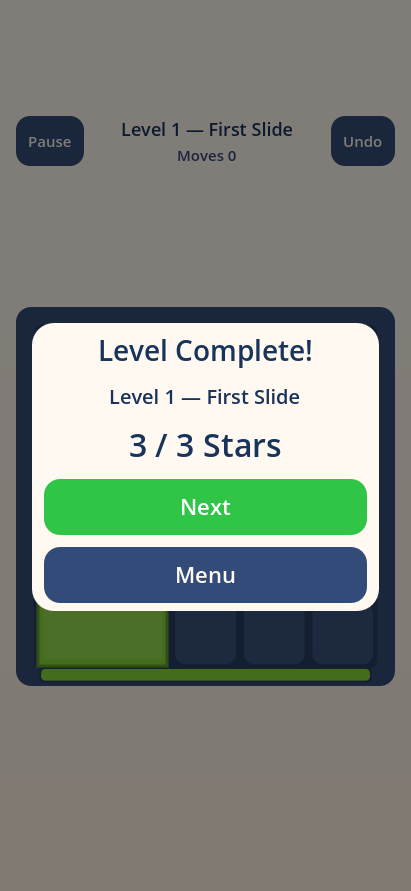 Pause
Level 1 — First Slide
Moves 0
Undo
Level Complete!
Level 1 — First Slide
3 / 3 Stars
Next
Menu